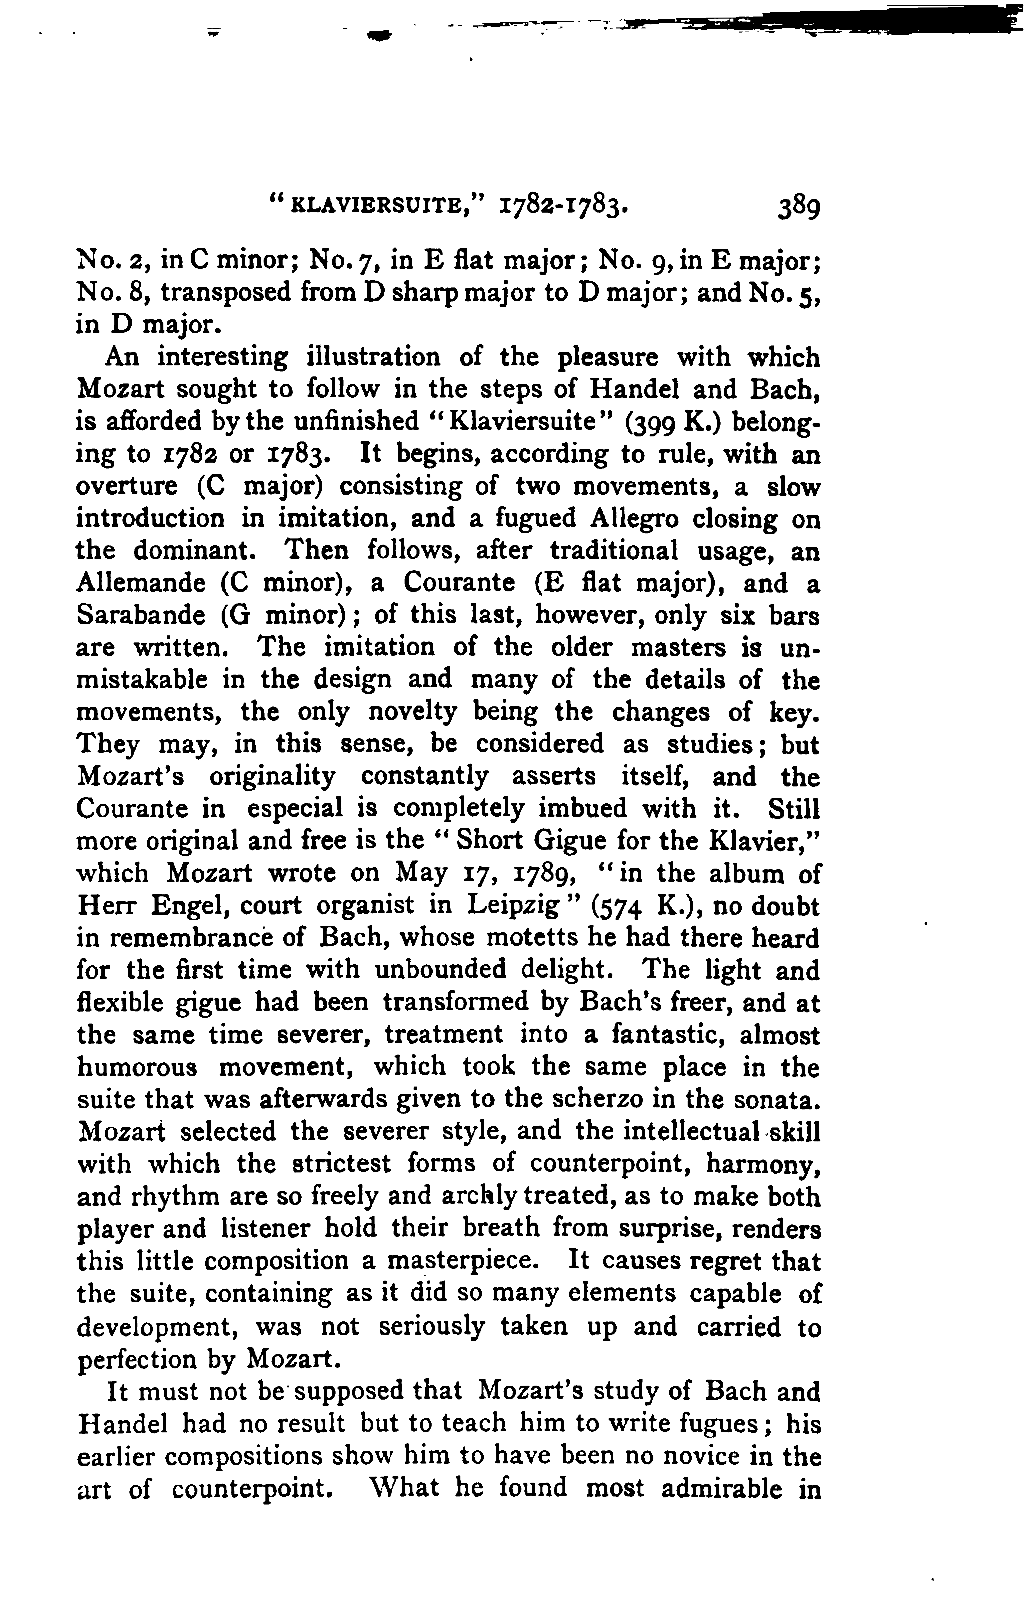 "KLAVIERSUITE," 1782-1783. 389
No. 2, in C minor; No. 7, in E flat major; No. 9, in E major;
No. 8, transposed from D sharp major to D major; and No. 5,
in D major.
An interesting illustration of the pleasure with which
Mozart sought to follow in the steps of Handel and Bach,
is afforded by the unfinished "Klaviersuite" (399 K.) belong-
ing to 1782 or 1783. It begins, according to rule, with an
overture (C major) consisting of two movements, a slow
introduction in imitation, and a fugued Allegro closing on
the dominant. Then follows, after traditional usage, an
Allemande (C minor), a Courante (E flat major), and a
Sarabande (G minor); of this last, however, only six bars
are written. The imitation of the older masters is un-
mistakable in the design and many of the details of the
movements, the only novelty being the changes of key.
They may, in this sense, be considered as studies; but
Mozart's originality constantly asserts itself, and the
Courante in especial is completely imbued with it. Still
more original and free is the "Short Gigue for the Klavier,"
which Mozart wrote on May 17, 1789, "in the album of
Herr Engel, court organist in Leipzig" (574 K.), no doubt
in remembrance of Bach, whose motetts he had there heard
for the first time with unbounded delight. The light and
flexible gigue had been transformed by Bach's freer, and at
the same time severer, treatment into a fantastic, almost
humorous movement, which took the same place in the
suite that was afterwards given to the scherzo in the sonata.
Mozart selected the severer style, and the intellectual skill
with which the strictest forms of counterpoint, harmony,
and rhythm are so freely and archly treated, as to make both
player and listener hold their breath from surprise, renders
this little composition a masterpiece. It causes regret that
the suite, containing as it did so many elements capable of
development, was not seriously taken up and carried to
perfection by Mozart.
It must not be supposed that Mozart's study of Bach and
Handel had no result but to teach him to write fugues; his
earlier compositions show him to have been no novice in the
art of counterpoint. What he found most admirable in